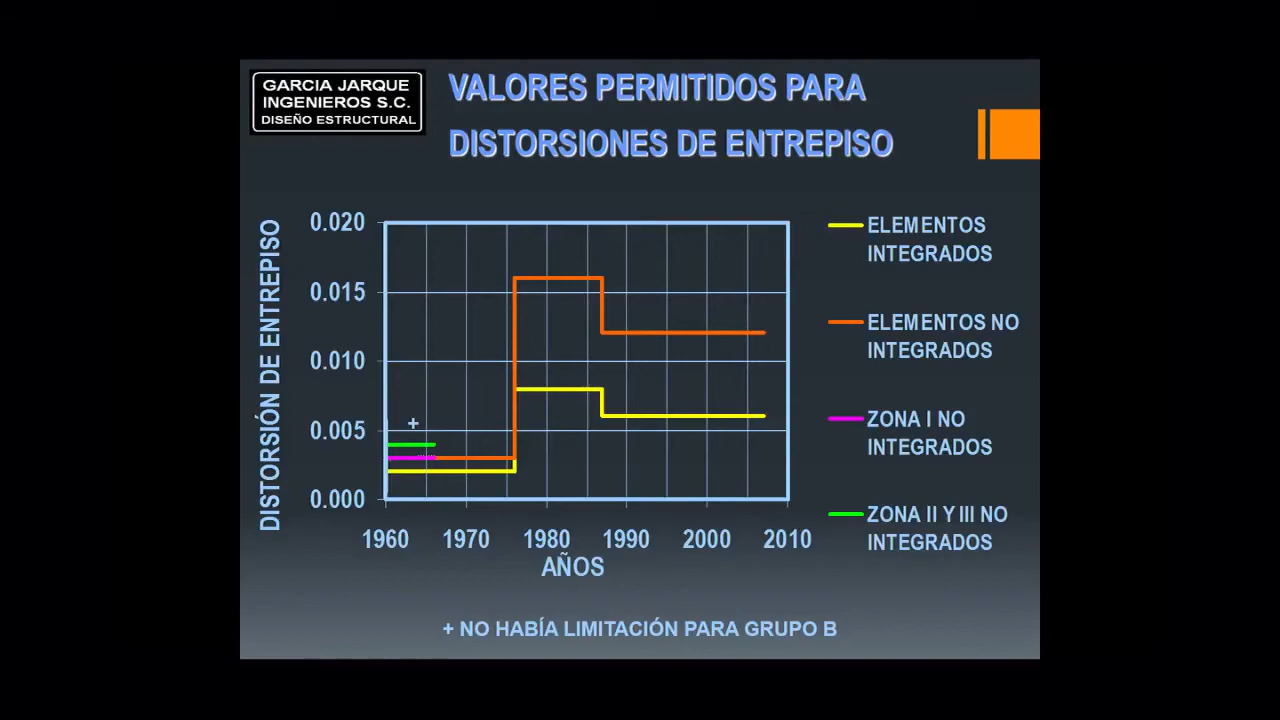 GARCIA JARQUE
INGENIEROS S.C.
DISEÑO ESTRUCTURAL
VALORES PERMITIDOS PARA
DISTORSIONES DE ENTREPISO
DISTORSIÓN DE ENTREPISO
0.020
0.015
0.010
0.005
0.000
+
1960 1970 1980 1990 2000 2010
AÑOS
ELEMENTOS
INTEGRADOS
ELEMENTOS NO
INTEGRADOS
ZONA I NO
INTEGRADOS
ZONA II Y III NO
INTEGRADOS
+ NO HABÍA LIMITACIÓN PARA GRUPO B